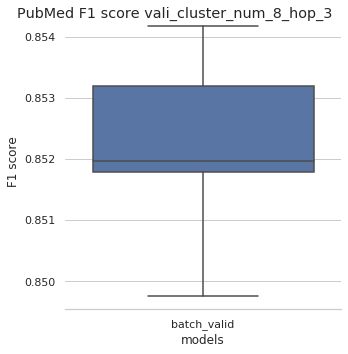 PubMed F1 score vali_cluster_num_8_hop_3
0.854
0.853
0.852
0.851
0.850
F1 score
batch_valid
models